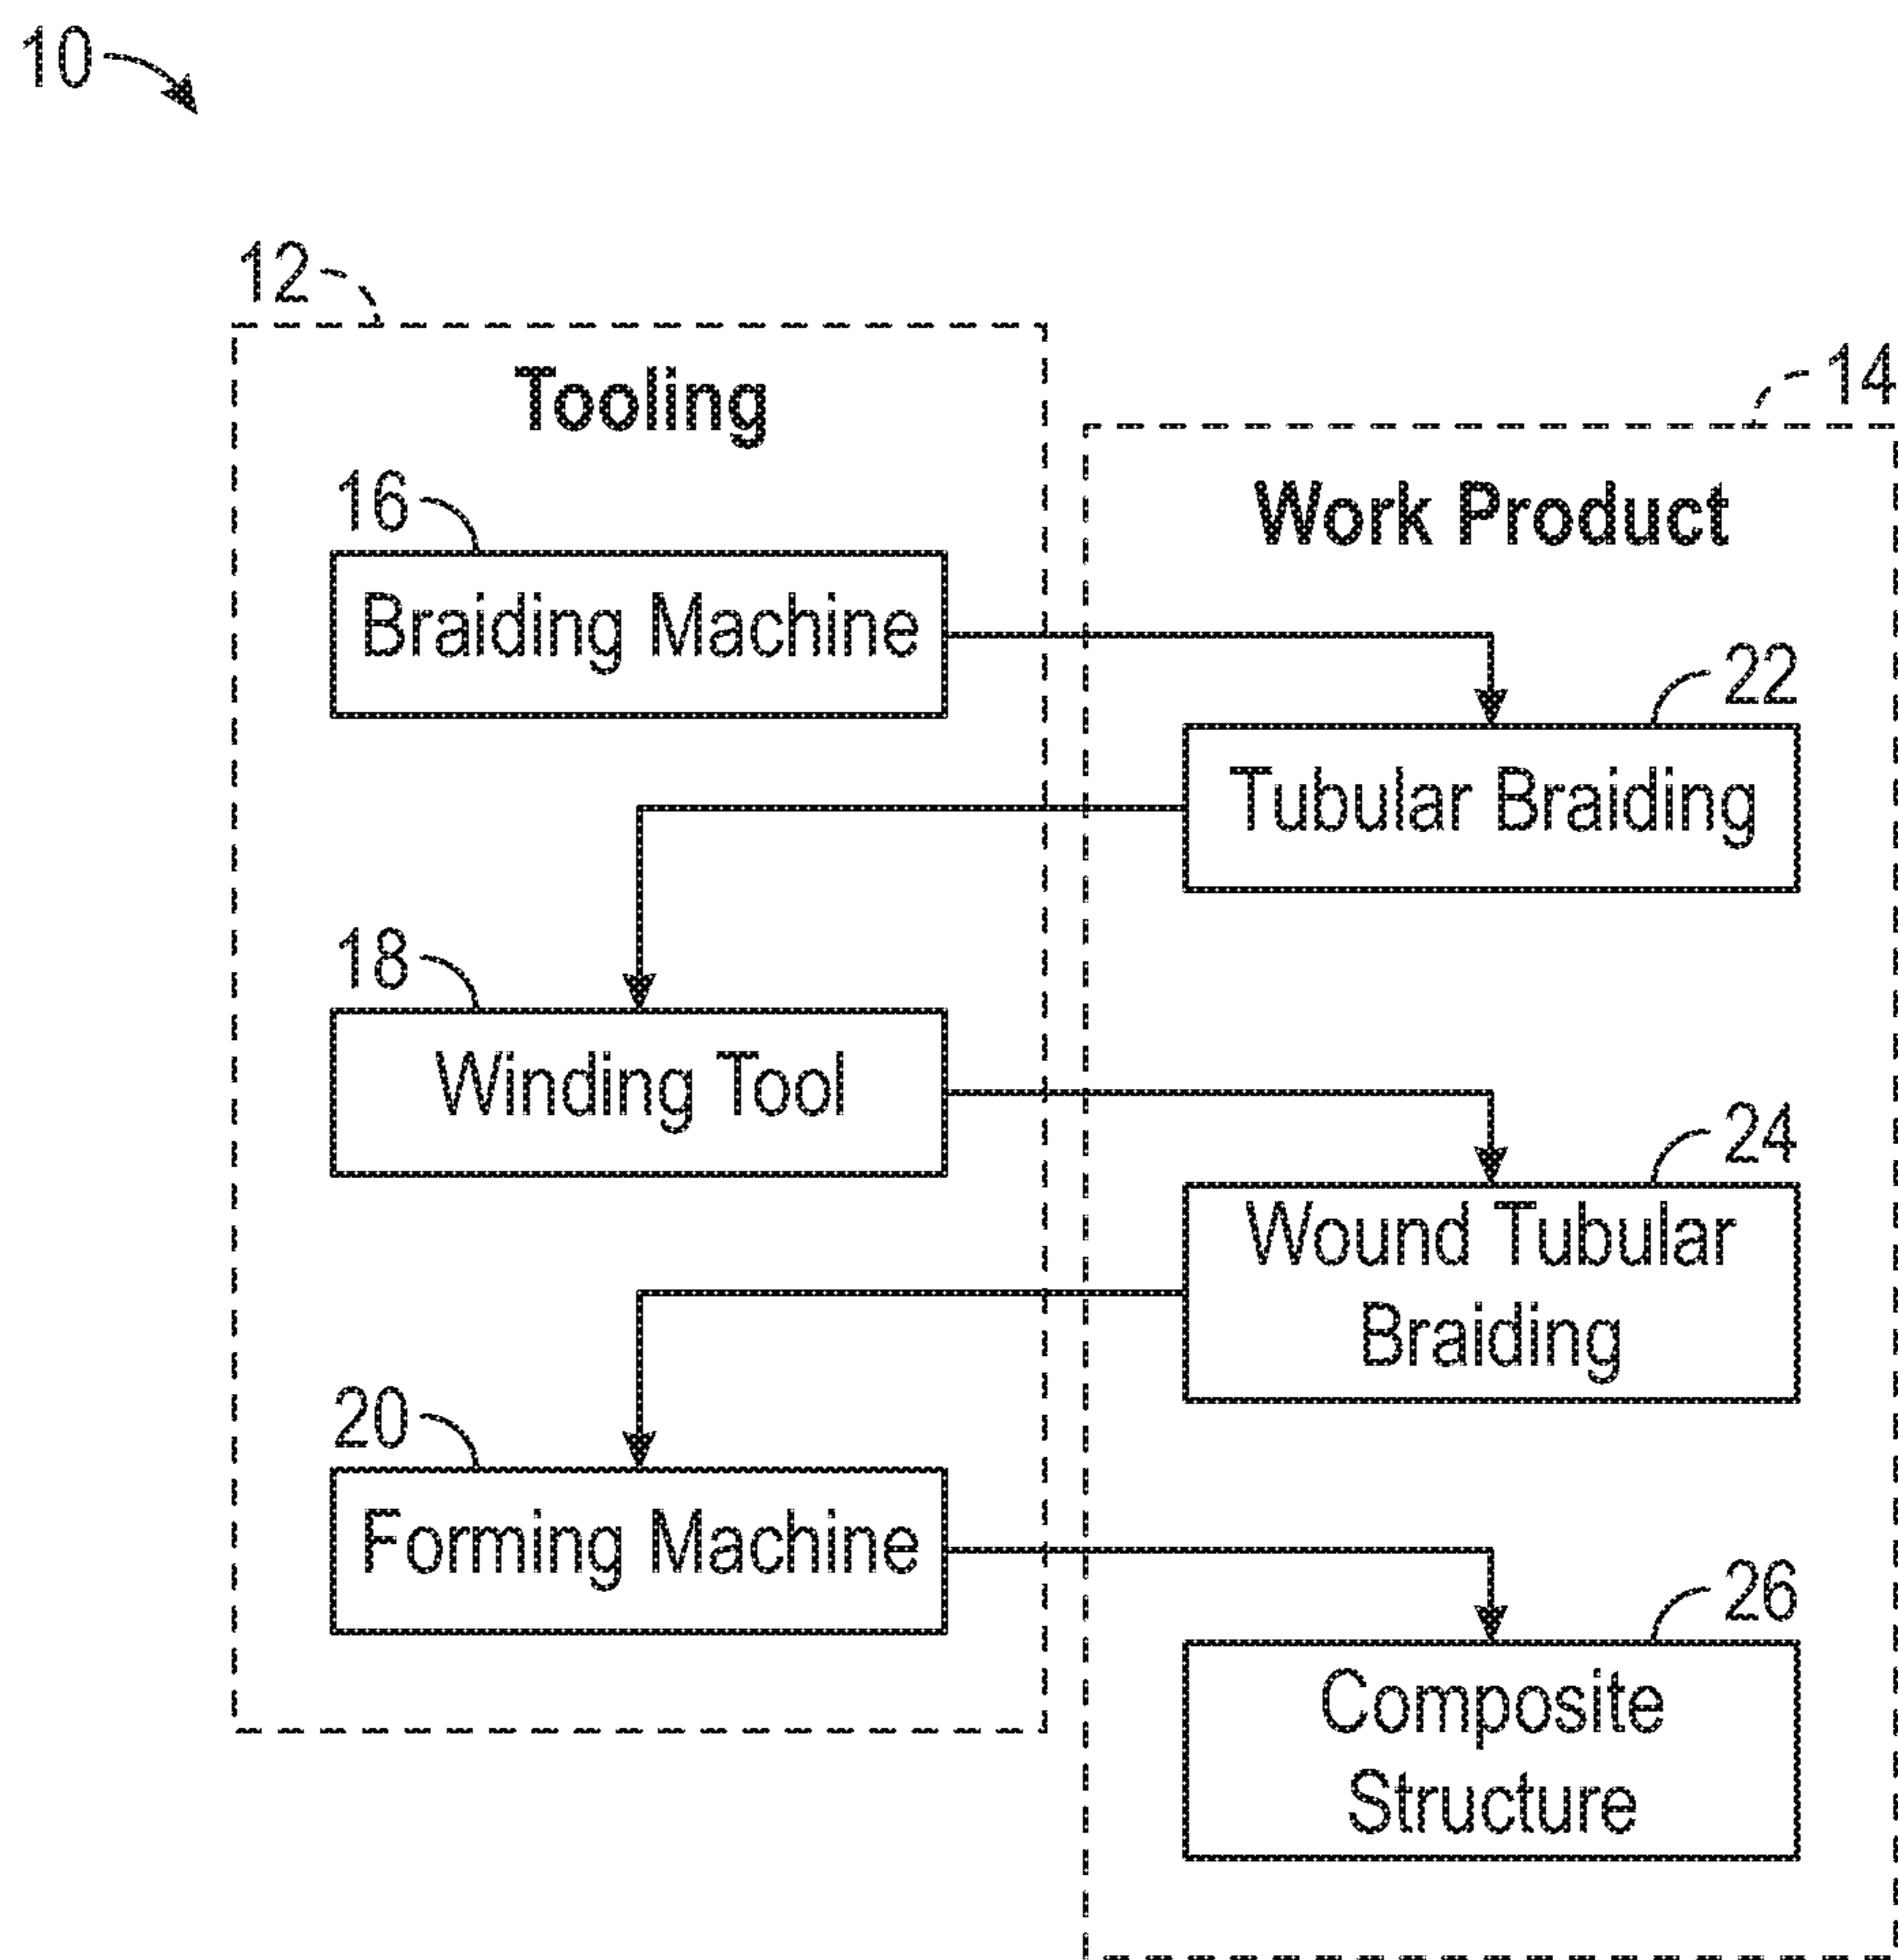 10
12
Tooling
14
Work Product
16
Braiding Machine
22
Tubular Braiding
18
Winding Tool
24
Wound Tubular
Braiding
20
Forming Machine
26
Composite
Structure